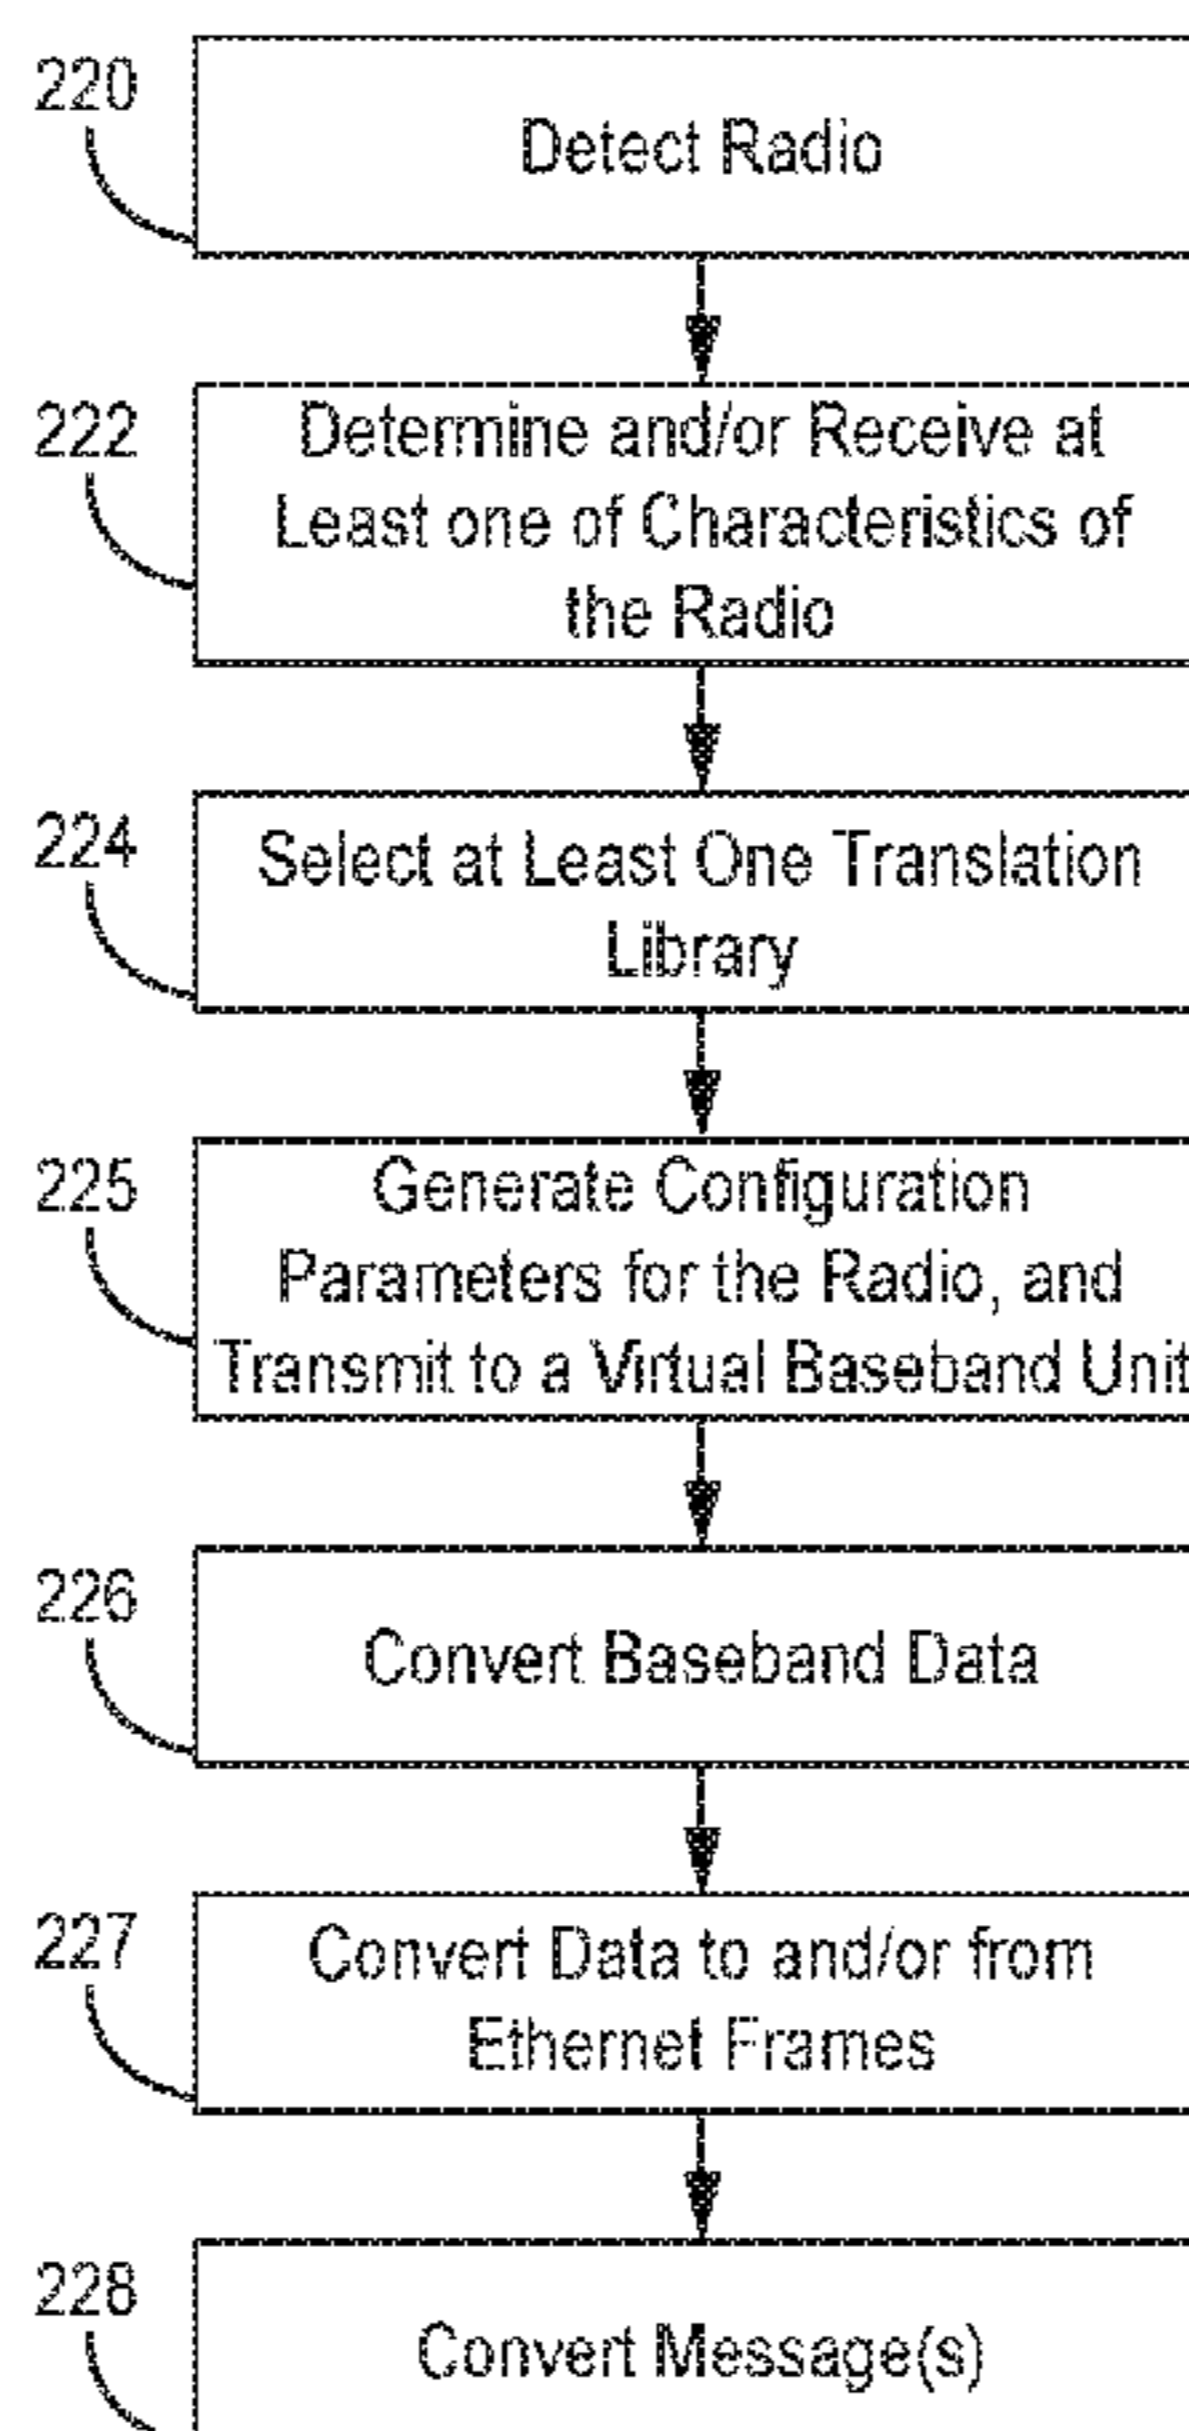 220
Detect Radio
222
Determine and/or Receive at
Least one of Characteristics of
the Radio
224
Select at Least One Translation
Library
225
Generate Configuration
Parameters for the Radio, and
Transmit to a Virtual Baseband Unit
226
Convert Baseband Data
227
Convert Data to and/or from
Ethernet Frames
228
Convert Message(s)